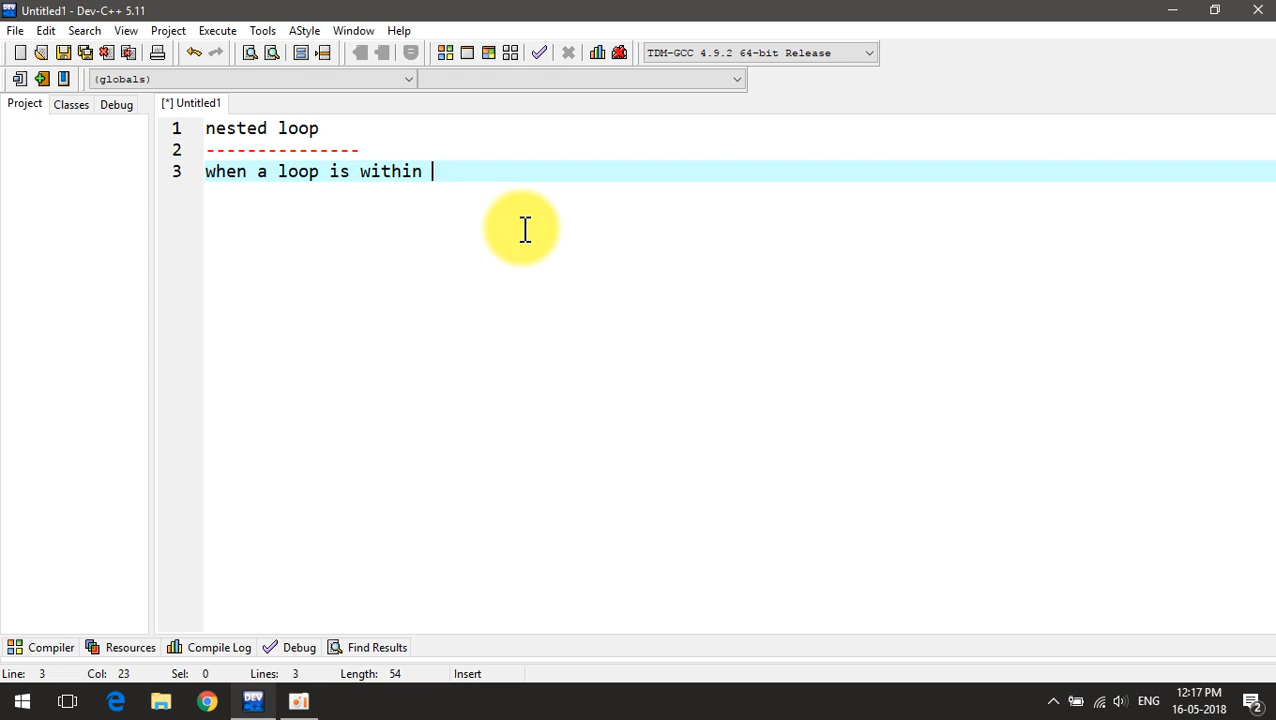 Untitled1 - Dev-C++ 5.11
File Edit Search View Project Execute Tools AStyle Window Help
TDM-GCC 4.9.2 64-bit Release
(globals)
Project Classes Debug [*] Untitled1
1 nested loop
2 ---------------
3 when a loop is within
Compiler Resources Compile Log Debug Find Results
Line: 3 Col: 23 Sel: 0 Lines: 3 Length: 54 Insert
DEV ENG 12:17 PM
16-05-2018 2